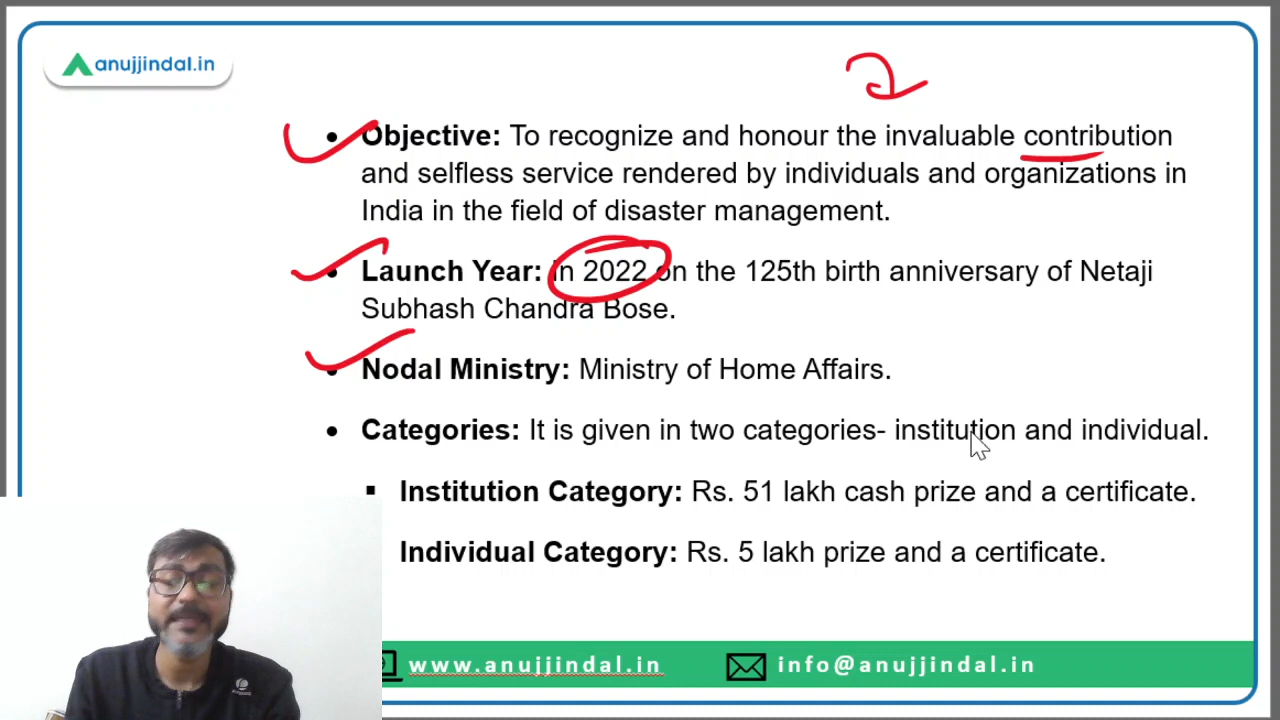 anujjindal.in
2
• Objective: To recognize and honour the invaluable contribution
and selfless service rendered by individuals and organizations in
India in the field of disaster management.
• Launch Year: In 2022 on the 125th birth anniversary of Netaji
Subhash Chandra Bose.
• Nodal Ministry: Ministry of Home Affairs.
• Categories: It is given in two categories- institution and individual.
▪ Institution Category: Rs. 51 lakh cash prize and a certificate.
Individual Category: Rs. 5 lakh prize and a certificate.
www.anujjindal.in info@anujjindal.in